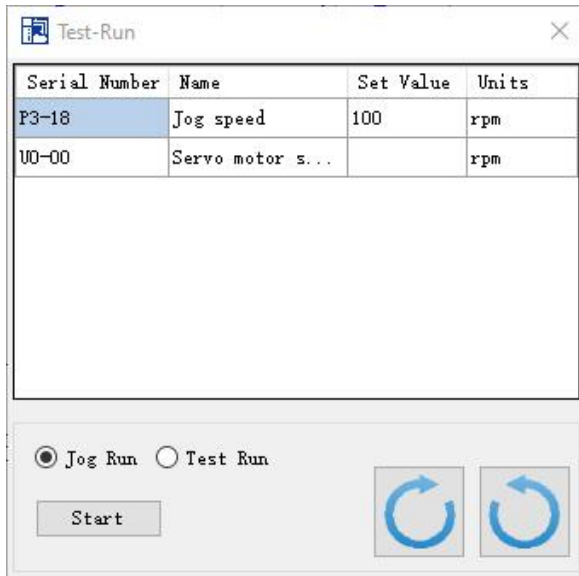 Test-Run
Serial Number Name Set Value Units
P3-18 Jog speed 100 rpm
U0-00 Servo motor s... rpm
Jog Run Test Run
Start